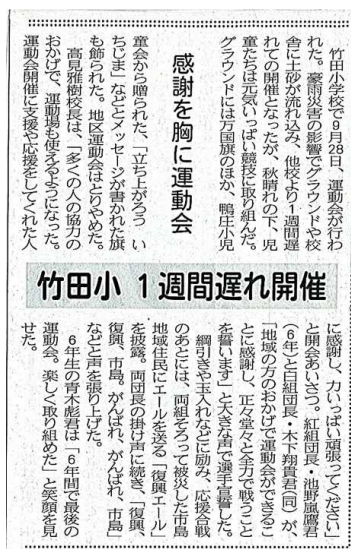 竹田小 1週間遅れ開催
感謝を胸に運動会
竹田小学校で9月28日、運動会が行わ
れた。豪雨災害の影響でグラウンドや校
舎に土砂が流れ込み、他校より1週間遅
れての開催となったが、秋晴れの下、児
童たちは元気いっぱい競技に取り組んだ。
グラウンドには万国旗のほか、鴨庄小児
童会から贈られた、「立ち上がろう　い
ちじま」などとメッセージが書かれた旗
も飾られた。地区運動会はとりやめた。
高見雅樹校長は、「多くの人の協力の
おかげで、運動場も使えるようになった。
運動会開催に支援や応援をしてくれた人
に感謝し、力いっぱい頑張ってください」
と開会あいさつ。紅組団長・池野嵐鷹君
（6年）と白組団長・木下翔貴君（同）が、
「地域の方のおかげで運動会ができるこ
とに感謝し、正々堂々と全力で戦うこと
を誓います」と大きな声で選手宣誓した。
綱引きや玉入れなどに励み、応援合戦
のあとには、両組そろって被災した市島
地域住民にエールを送る「復興エール」
を披露。両団長の掛け声に続き、「復興、
復興、市島。がんばれ、がんばれ、市島」
などと声を張り上げた。
6年生の青木彪君は「6年間で最後の
運動会。楽しく取り組めた」と笑顔を見
せた。